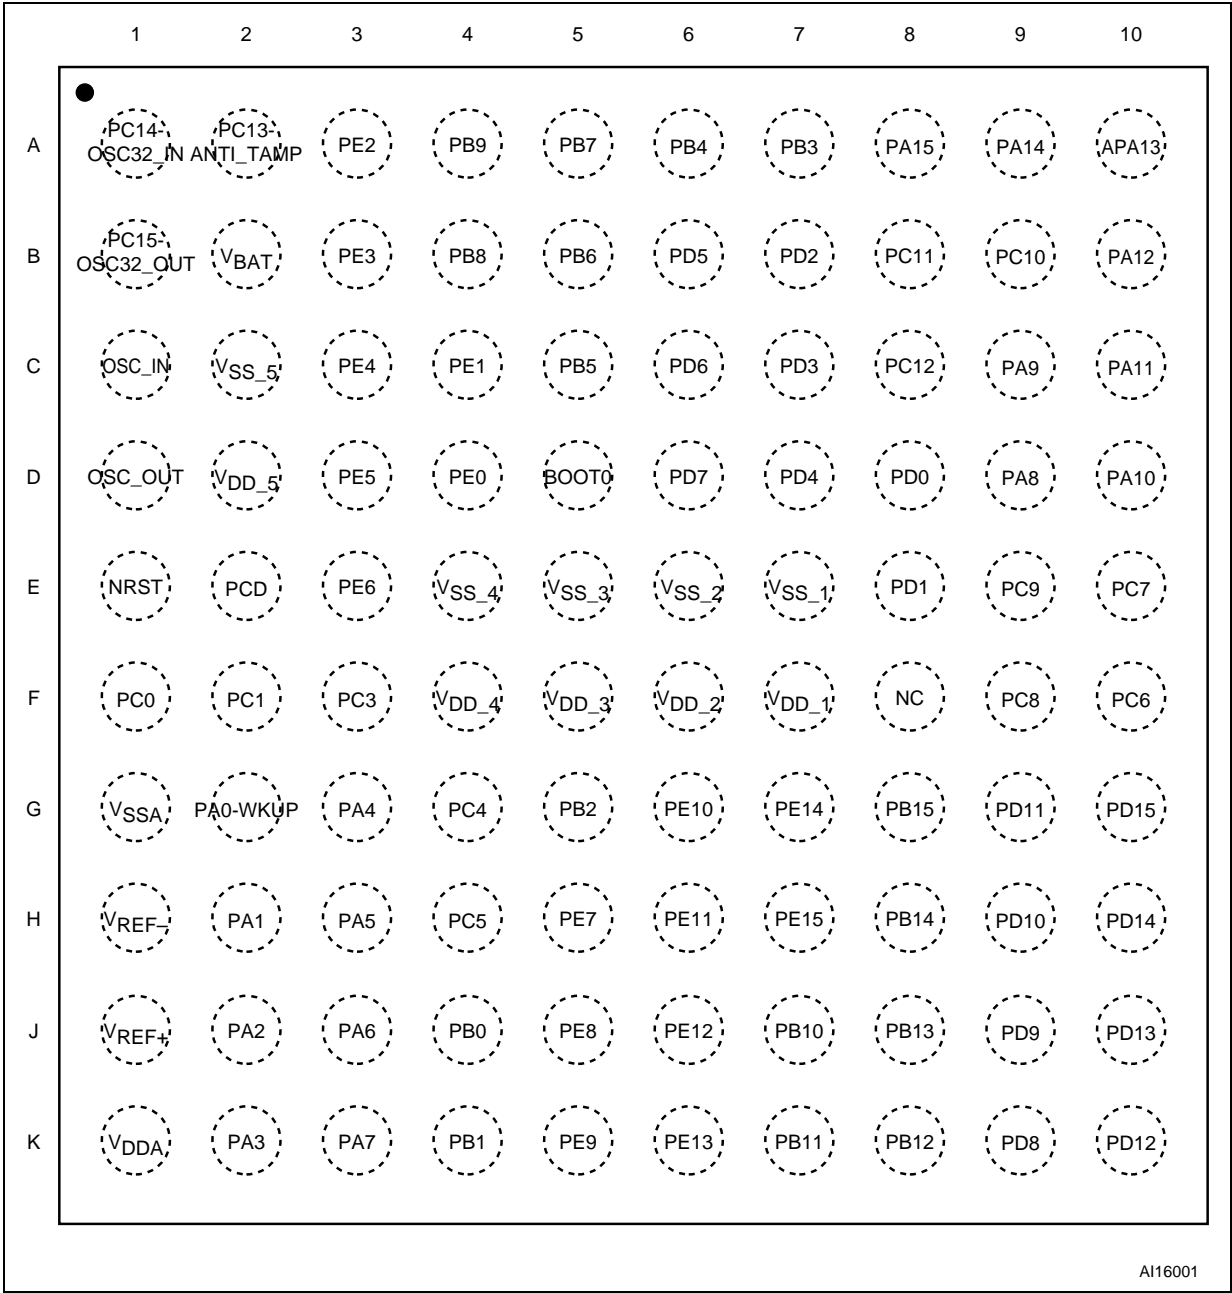 1 2 3 4 5 6 7 8 9 10
PC14- PC13-
A OSC32_IN ANTI_TAMP PE2 PB9 PB7 PB4 PB3 PA15 PA14 APA13
PC15-
B OSC32_OUT VBAT PE3 PB8 PB6 PD5 PD2 PC11 PC10 PA12
C OSC_IN VSS_5 PE4 PE1 PB5 PD6 PD3 PC12 PA9 PA11
D OSC_OUT VDD_5 PE5 PE0 BOOT0 PD7 PD4 PD0 PA8 PA10
E NRST PCD PE6 VSS_4 VSS_3 VSS_2 VSS_1 PD1 PC9 PC7
F PC0 PC1 PC3 VDD_4 VDD_3 VDD_2 VDD_1 NC PC8 PC6
G VSSA PA0-WKUP PA4 PC4 PB2 PE10 PE14 PB15 PD11 PD15
H VREF– PA1 PA5 PC5 PE7 PE11 PE15 PB14 PD10 PD14
J VREF+ PA2 PA6 PB0 PE8 PE12 PB10 PB13 PD9 PD13
K VDDA PA3 PA7 PB1 PE9 PE13 PB11 PB12 PD8 PD12
AI16001